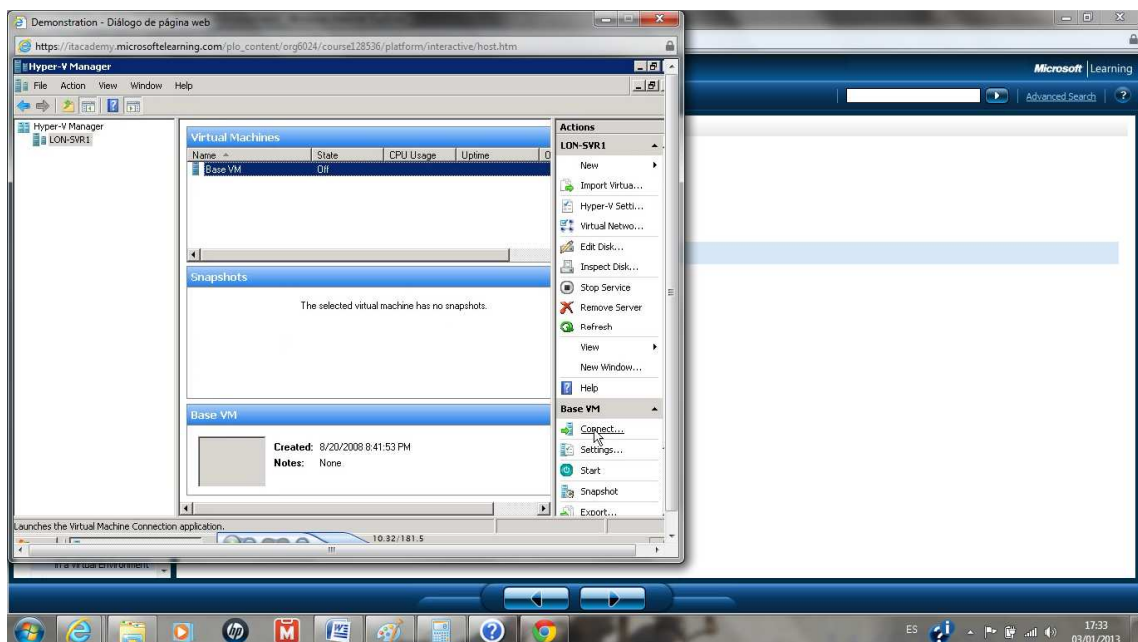 Demonstration - Diálogo de página web
https://itacademy.microsoftelearning.com/plo_content/org6024/course128536/platform/interactive/host.htm
Hyper-V Manager
File Action View Window Help
Hyper-V Manager
LON-SVR1
Virtual Machines
Name State CPU Usage Uptime O
Base VM Off
Snapshots
The selected virtual machine has no snapshots.
Base VM
Created: 8/20/2008 8:41:53 PM
Notes: None
Actions
LON-SVR1
New
Import Virtua...
Hyper-V Setti...
Virtual Netwo...
Edit Disk...
Inspect Disk...
Stop Service
Remove Server
Refresh
View
New Window...
Help
Base VM
Connect...
Settings...
Start
Snapshot
Export...
Launches the Virtual Machine Connection application.
10.32/181.5
in a Virtual Environment
Microsoft | Learning
Advanced Search
ES
17:33
03/01/2013